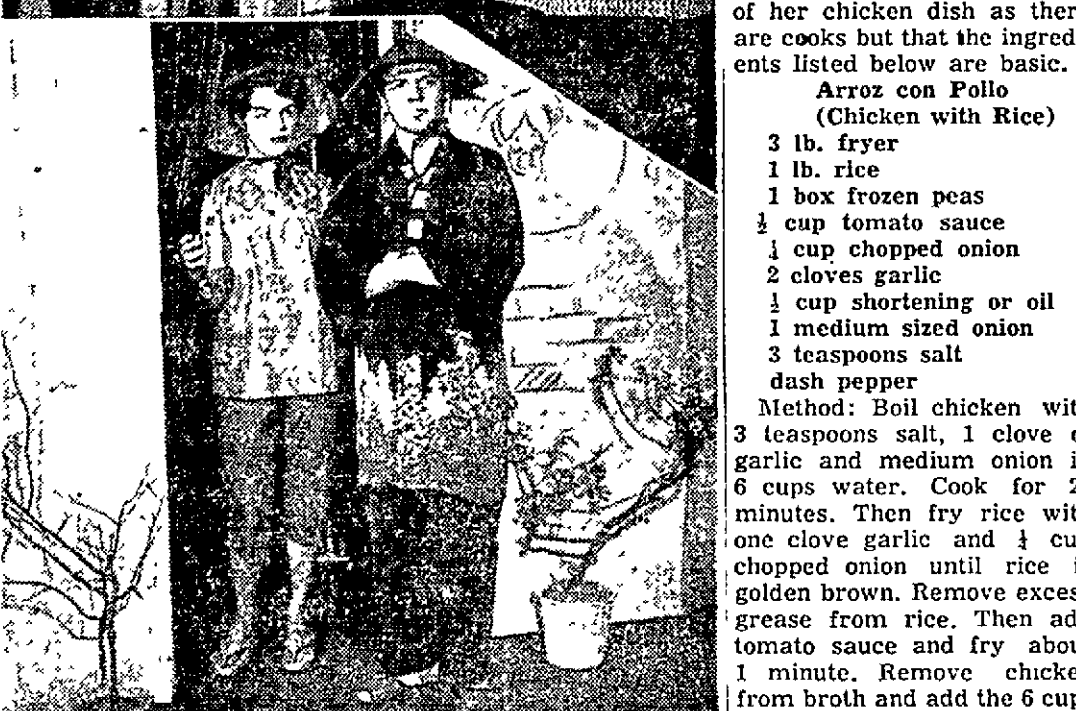 of her chicken dish as ther
are cooks but that the ingred
ents listed below are basic.
Arroz con Pollo
(Chicken with Rice)
3 lb. fryer
1 lb. rice
1 box frozen peas
½ cup tomato sauce
cup chopped onion
2 cloves garlic
½ cup shortening or oil
1 medium sized onion
3 teaspoons salt
dash pepper
Method: Boil chicken wit
3 teaspoons salt, 1 clove
garlic and medium onion i
6 cups water. Cook for 2
minutes. Then fry rice wit
one clove garlic and cu
chopped onion until rice i
golden brown. Remove exces
grease from rice. Then ad
tomato sauce and fry abou
1 minute. Remove chicke
from broth and add the 6 cup